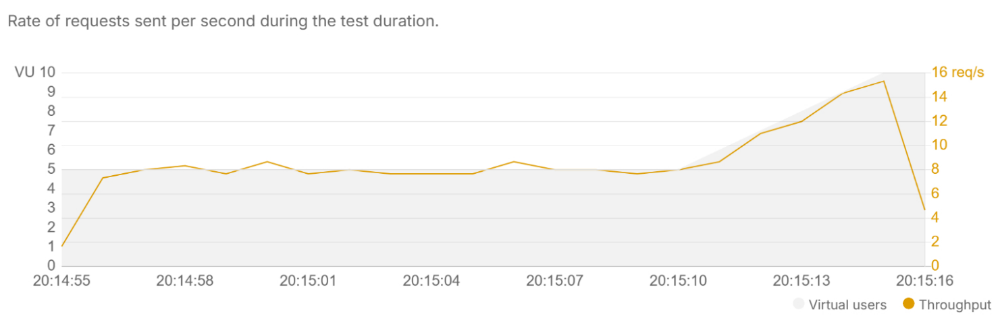 Rate of requests sent per second during the test duration.
VU 10 16 req/s
9 14
8 12
7 10
6 8
5 6
4 4
3 2
2 0
1
0
20:14:55 20:14:58 20:15:01 20:15:04 20:15:07 20:15:10 20:15:13 20:15:16
Virtual users Throughput